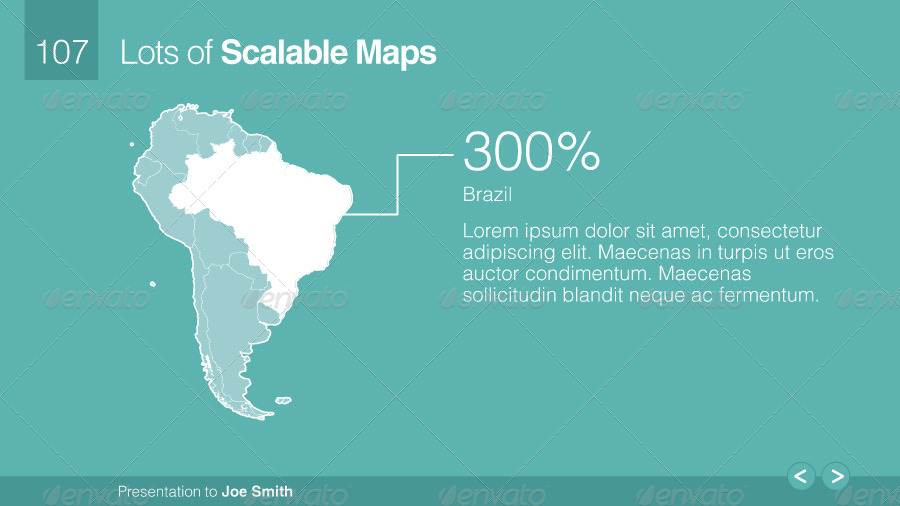 107
Lots of Scalable Maps
300%
Brazil
Lorem ipsum dolor sit amet, consectetur
adipiscing elit. Maecenas in turpis ut eros
auctor condimentum. Maecenas
sollicitudin blandit neque ac fermentum.
Presentation to Joe Smith
< >
envato